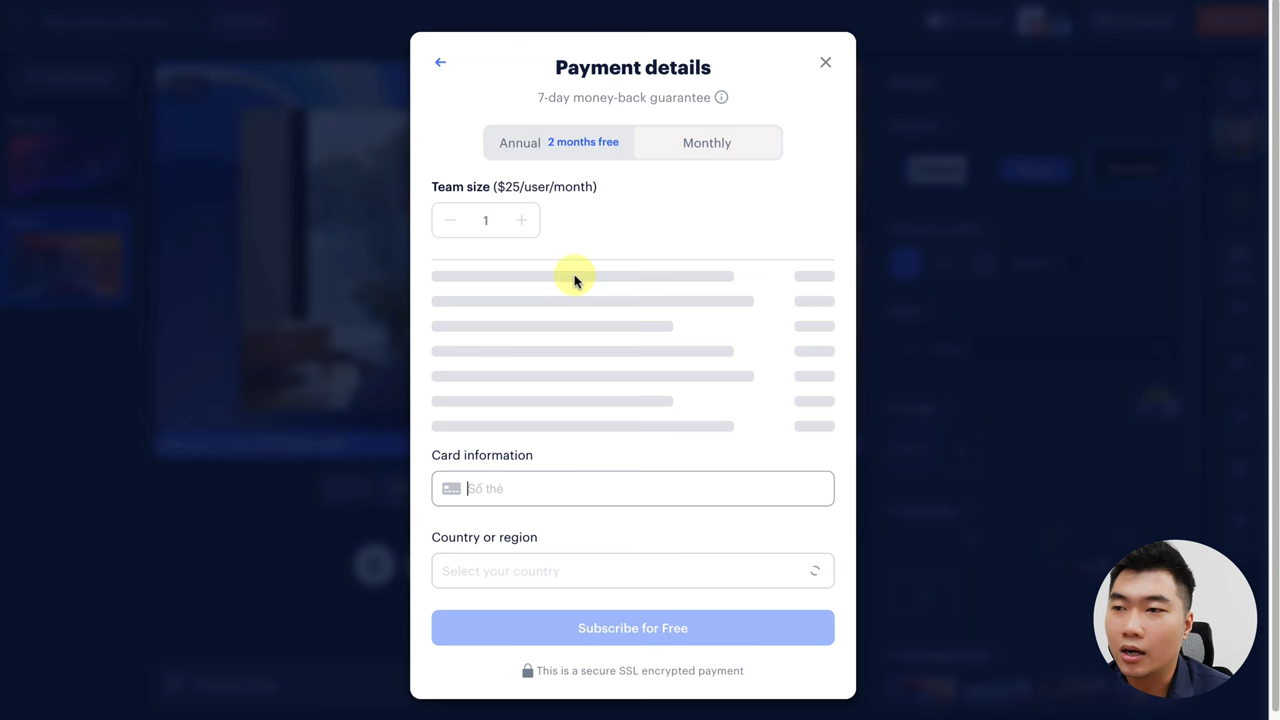 Payment details
7-day money-back guarantee
Annual 2 months free Monthly
Team size ($25/user/month)
1
Card information
Số thẻ
Country or region
Select your country
Subscribe for Free
This is a secure SSL encrypted payment